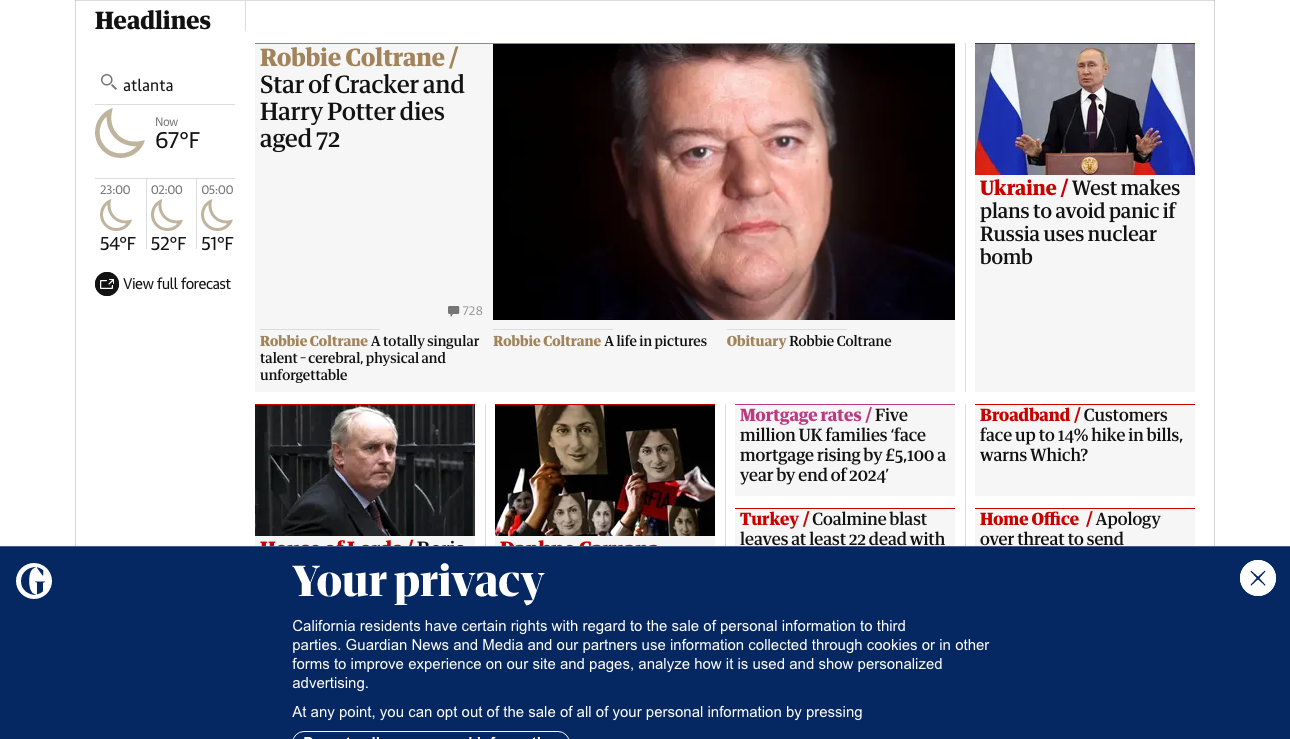 Headlines
atlanta
Now
67°F
23:00
02:00
05:00
54°F
52°F
51°F
View full forecast
Robbie Coltrane /
Star of Cracker and
Harry Potter dies
aged 72
728
Robbie Coltrane A totally singular
talent – cerebral, physical and
unforgettable
Robbie Coltrane A life in pictures
Obituary Robbie Coltrane
Ukraine / West makes
plans to avoid panic if
Russia uses nuclear
bomb
Mortgage rates / Five
million UK families ‘face
mortgage rising by £5,100 a
year by end of 2024’
Broadband / Customers
face up to 14% hike in bills,
warns Which?
Turkey / Coalmine blast
leaves at least 22 dead with
Home Office / Apology
over threat to send
House of Lords / Boris
Daphne Caruana
Your privacy
California residents have certain rights with regard to the sale of personal information to third
parties. Guardian News and Media and our partners use information collected through cookies or in other
forms to improve experience on our site and pages, analyze how it is used and show personalized
advertising.
At any point, you can opt out of the sale of all of your personal information by pressing